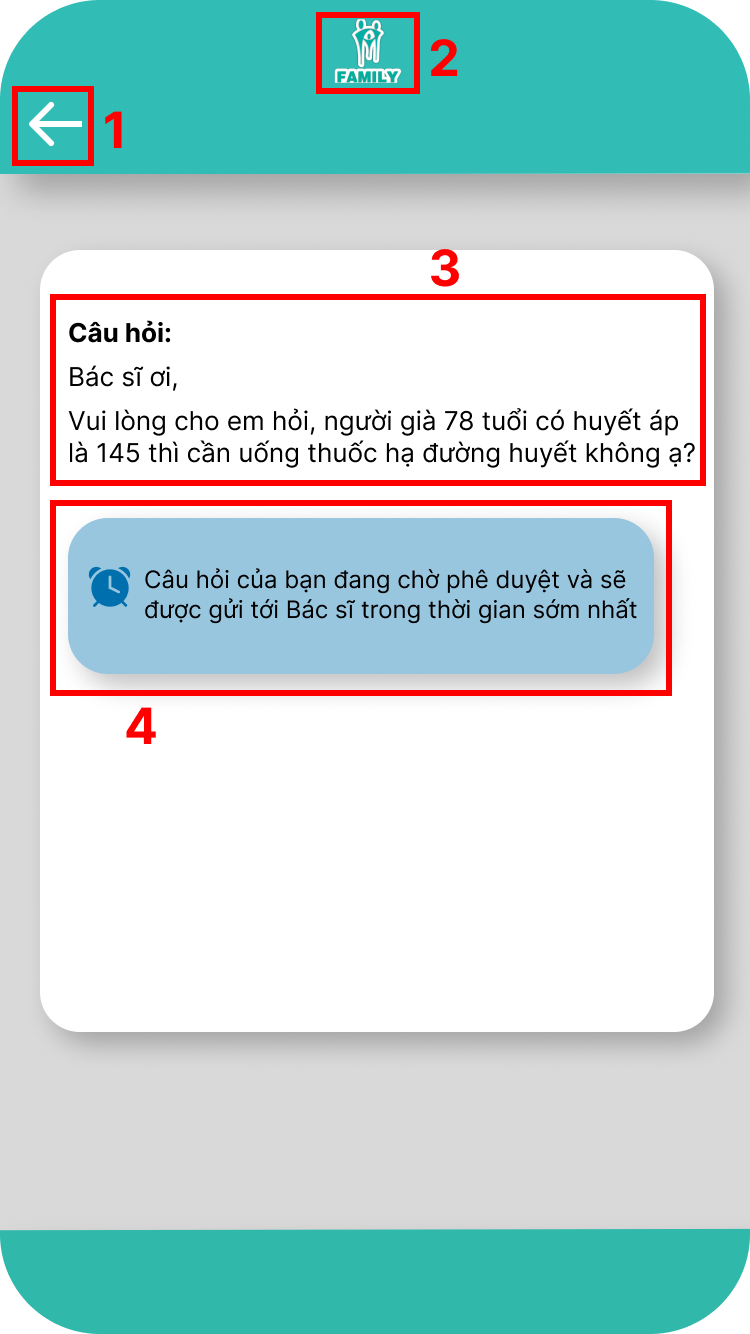 FAMILY
2
1
3
Câu hỏi:
Bác sĩ ơi,
Vui lòng cho em hỏi, người già 78 tuổi có huyết áp
là 145 thì cần uống thuốc hạ đường huyết không ạ?
Câu hỏi của bạn đang chờ phê duyệt và sẽ
được gửi tới Bác sĩ trong thời gian sớm nhất
4